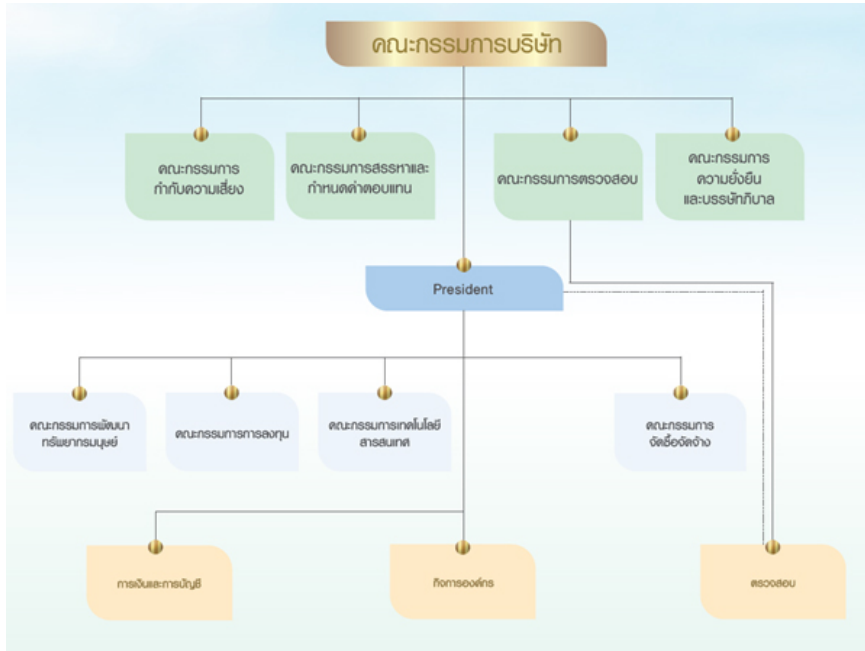 คณะกรรมการบริษัท
คณะกรรมการ
กำกับความเสี่ยง
คณะกรรมการสรรหาและ
กำหนดค่าตอบแทน
คณะกรรมการตรวจสอบ
คณะกรรมการ
ความยั่งยืน
และบรรษัทภิบาล
President
คณะกรรมการพัฒนา
ทรัพยากรมนุษย์
คณะกรรมการการลงทุน
คณะกรรมการเทคโนโลยี
สารสนเทศ
คณะกรรมการ
จัดซื้อจัดจ้าง
การเงินและการบัญชี
กิจการองค์กร
ตรวจสอบ